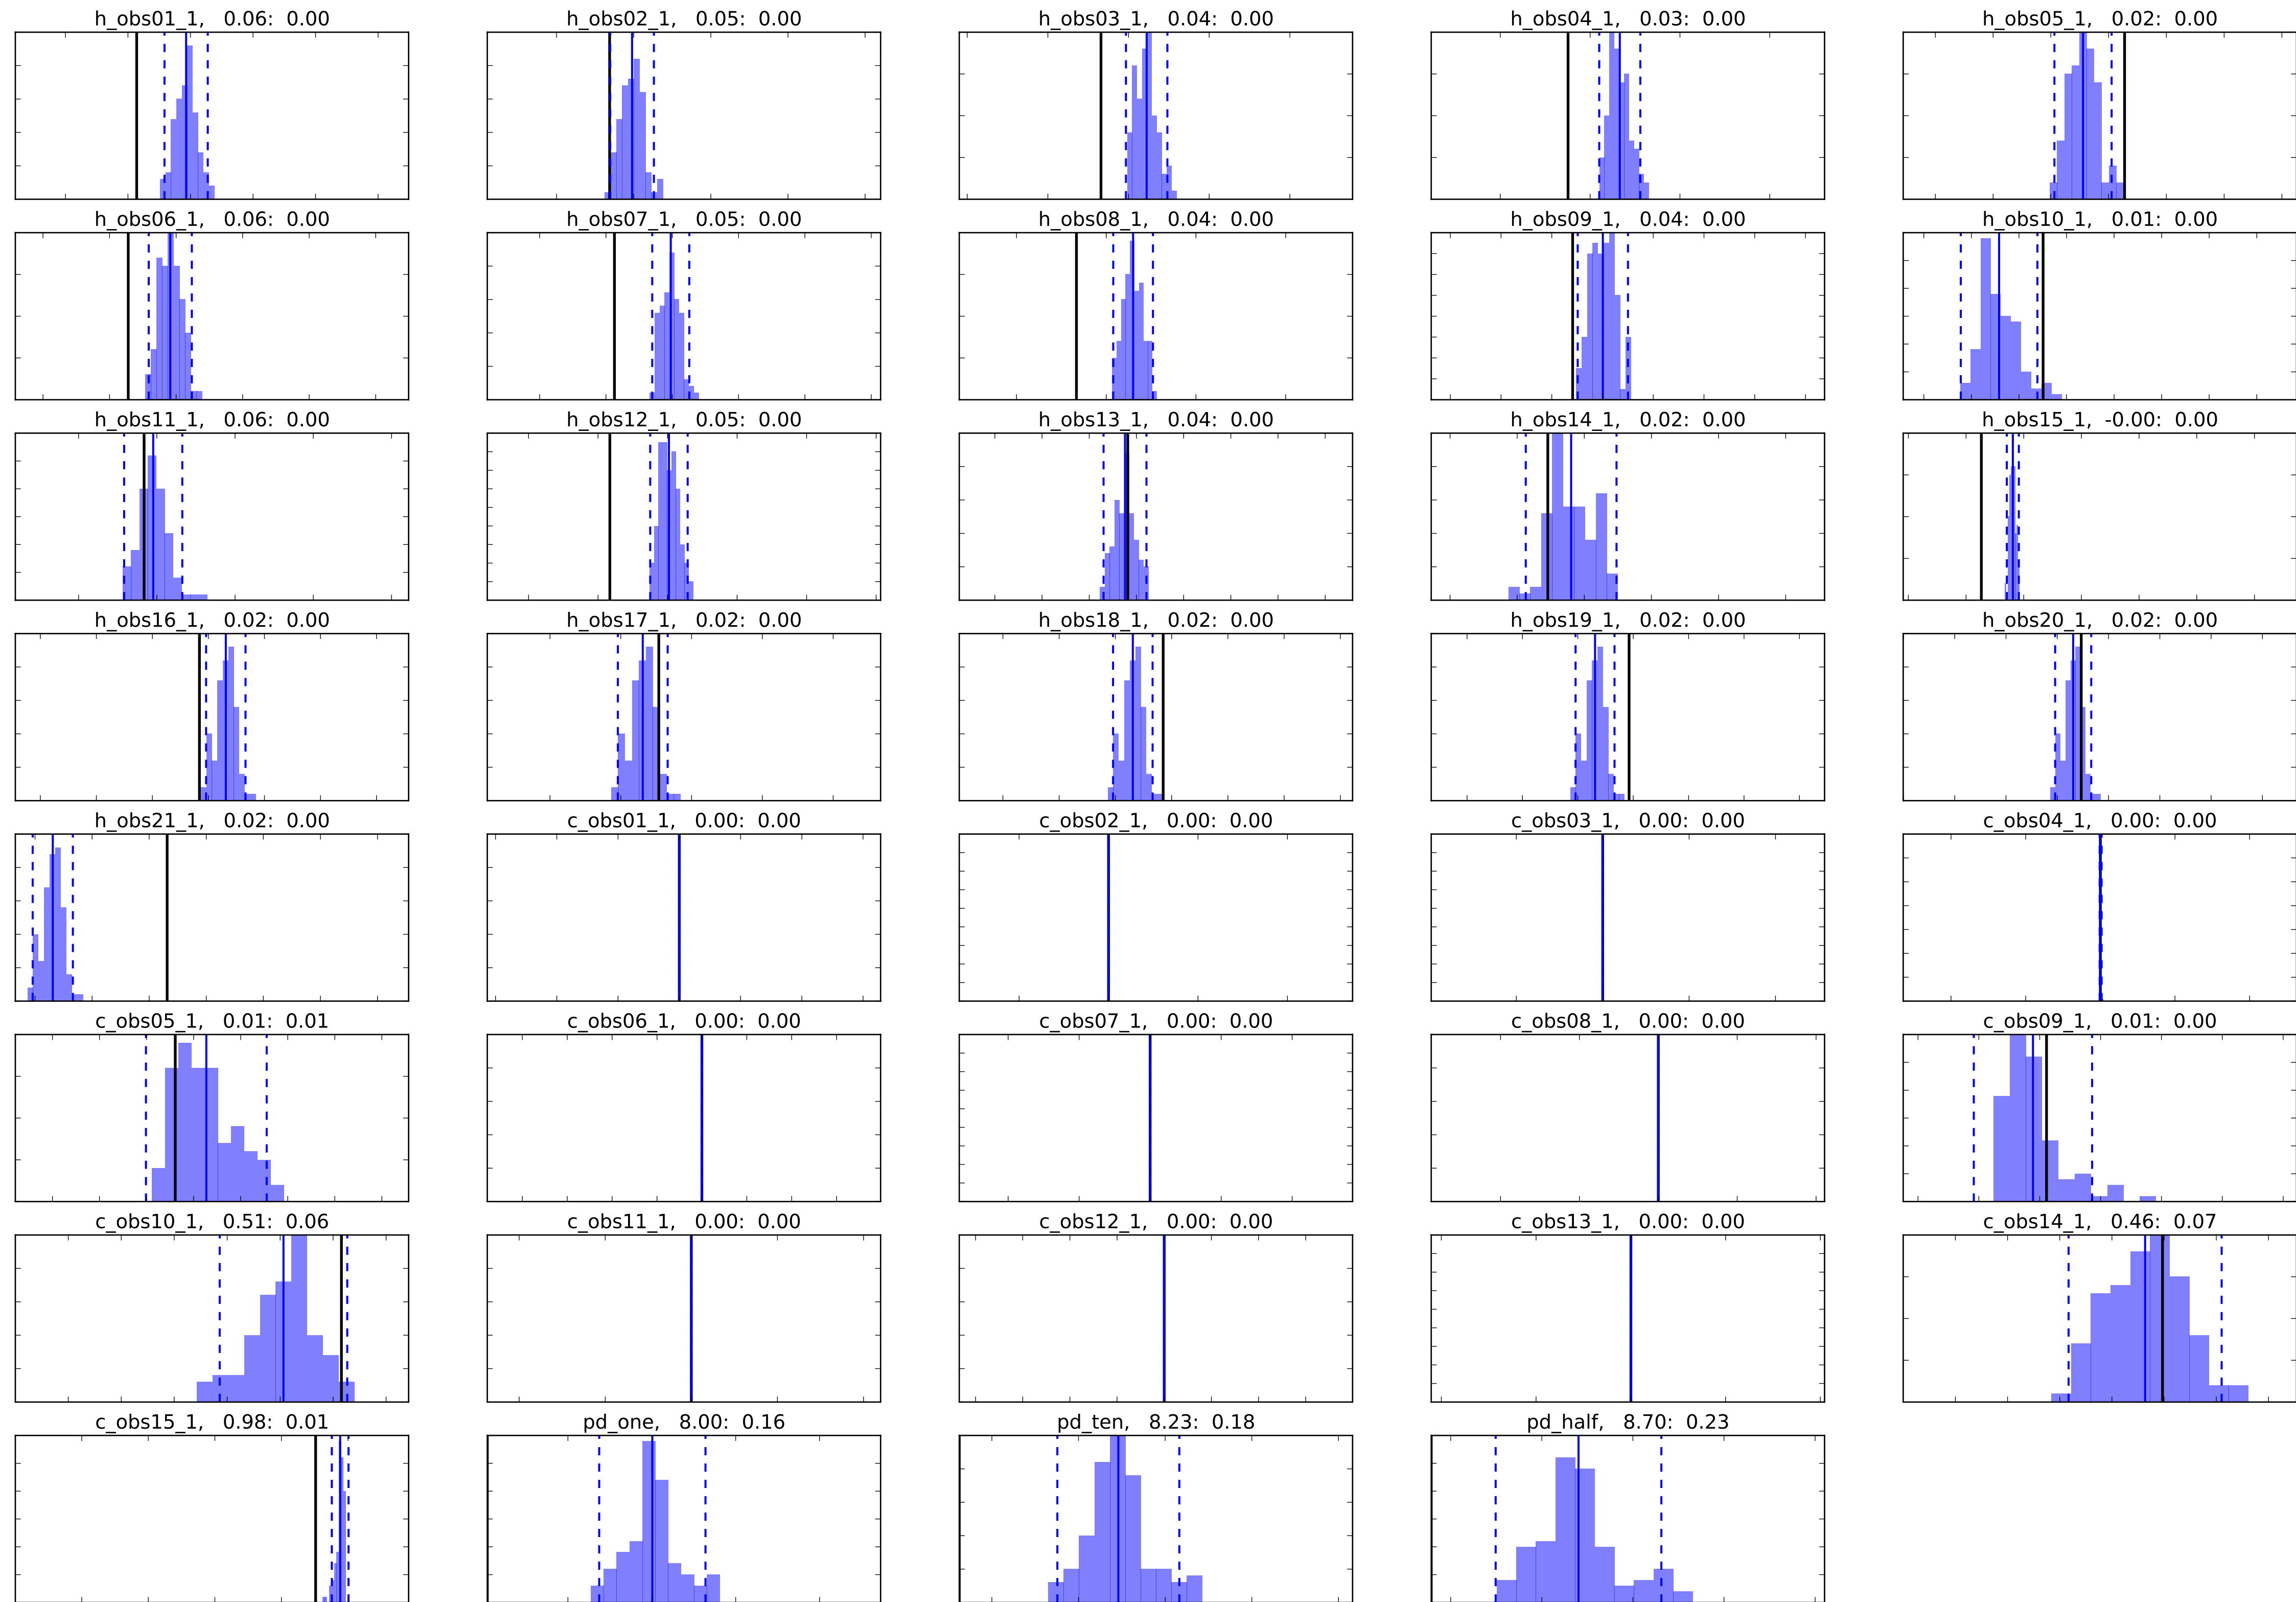 h_obs01_1, 0.06: 0.00
h_obs02_1, 0.05: 0.00
h_obs03_1, 0.04: 0.00
h_obs04_1, 0.03: 0.00
h_obs05_1, 0.02: 0.00
h_obs06_1, 0.06: 0.00
h_obs07_1, 0.05: 0.00
h_obs08_1, 0.04: 0.00
h_obs09_1, 0.04: 0.00
h_obs10_1, 0.01: 0.00
h_obs11_1, 0.06: 0.00
h_obs12_1, 0.05: 0.00
h_obs13_1, 0.04: 0.00
h_obs14_1, 0.02: 0.00
h_obs15_1, -0.00: 0.00
h_obs16_1, 0.02: 0.00
h_obs17_1, 0.02: 0.00
h_obs18_1, 0.02: 0.00
h_obs19_1, 0.02: 0.00
h_obs20_1, 0.02: 0.00
h_obs21_1, 0.02: 0.00
c_obs01_1, 0.00: 0.00
c_obs02_1, 0.00: 0.00
c_obs03_1, 0.00: 0.00
c_obs04_1, 0.00: 0.00
c_obs05_1, 0.01: 0.01
c_obs06_1, 0.00: 0.00
c_obs07_1, 0.00: 0.00
c_obs08_1, 0.00: 0.00
c_obs09_1, 0.01: 0.00
c_obs10_1, 0.51: 0.06
c_obs11_1, 0.00: 0.00
c_obs12_1, 0.00: 0.00
c_obs13_1, 0.00: 0.00
c_obs14_1, 0.46: 0.07
c_obs15_1, 0.98: 0.01
pd_one, 8.00: 0.16
pd_ten, 8.23: 0.18
pd_half, 8.70: 0.23